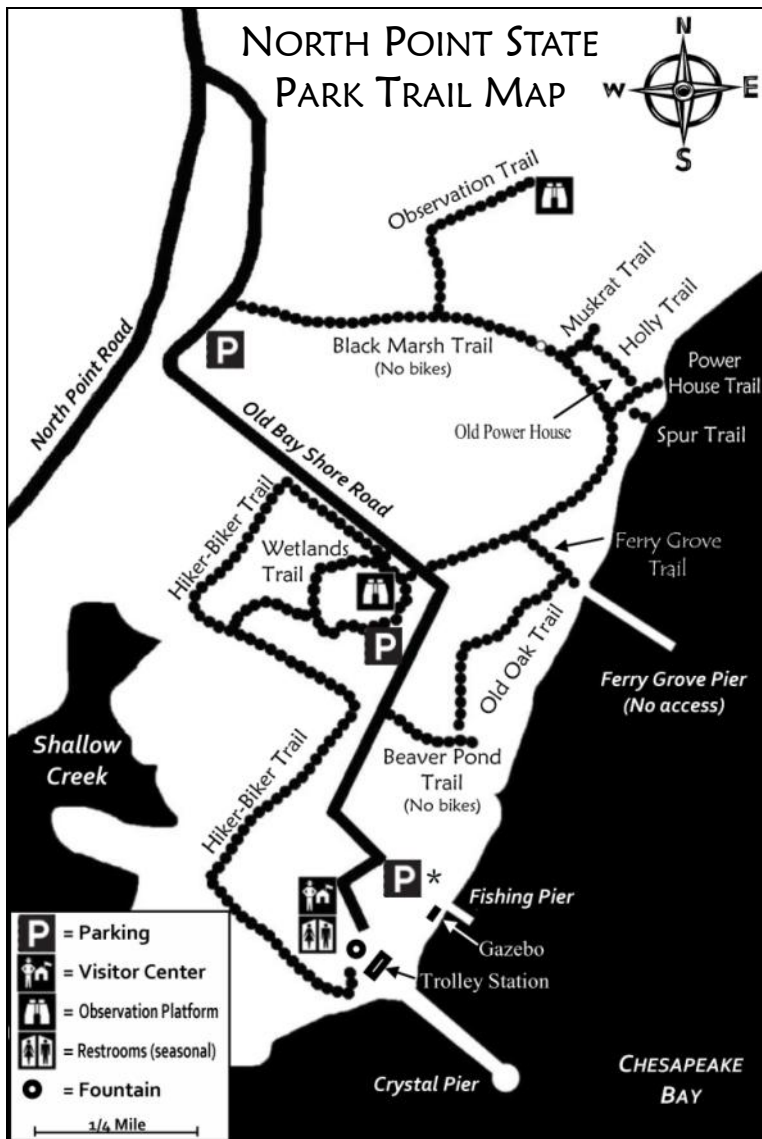 NORTH POINT STATE
PARK TRAIL MAP
N
W
E
S
Observation Trail
Muskrat Trail
Holly Trail
Black Marsh Trail
(No bikes)
Power
House Trail
P
North Point Road
Old Power House
Spur Trail
Old Bay Shore Road
Hiker-Biker Trail
Wetlands
Trail
Ferry Grove
Trail
P
Old Oak Trail
Ferry Grove Pier
(No access)
Shallow
Creek
Hiker-Biker Trail
Beaver Pond
Trail
(No bikes)
P *
Fishing Pier
Gazebo
Trolley Station
Crystal Pier
CHESAPEAKE
BAY
P = Parking
= Visitor Center
= Observation Platform
= Restrooms (seasonal)
= Fountain
1/4 Mile